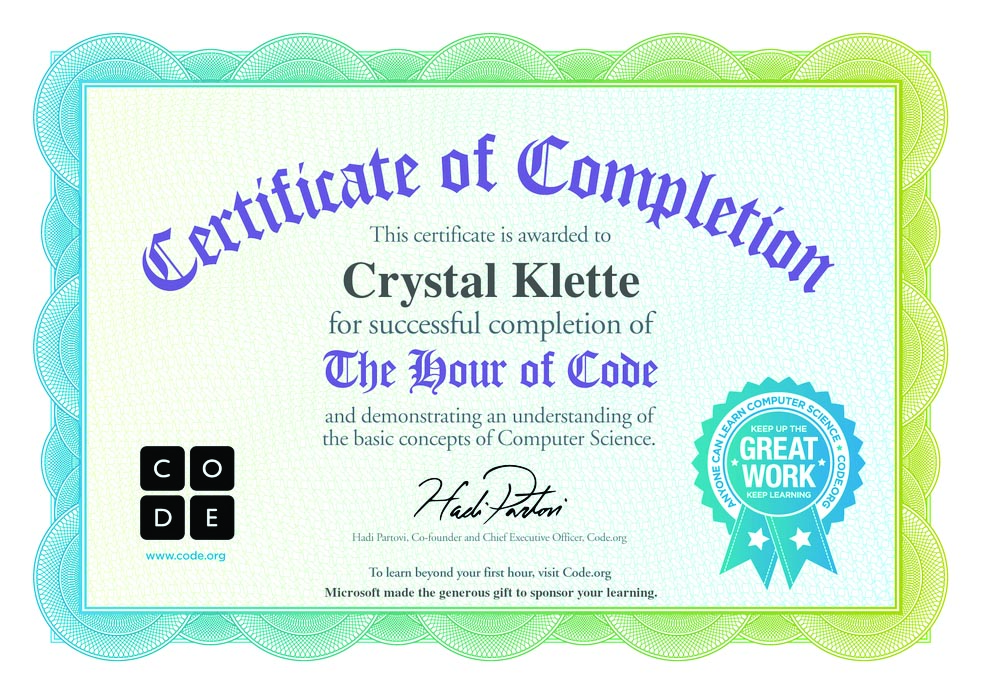 Certificate of Completion
This certificate is awarded to
Crystal Klette
for successful completion of
The Hour of Code
and demonstrating an understanding of
the basic concepts of Computer Science.
Hadi Partovi
Hadi Partovi, Co-founder and Chief Executive Officer, Code.org
To learn beyond your first hour, visit Code.org
Microsoft made the generous gift to sponsor your learning.
C O
D E
www.code.org
ANYONE CAN LEARN COMPUTER SCIENCE ★ CODE.ORG
KEEP UP THE
GREAT
WORK
KEEP LEARNING